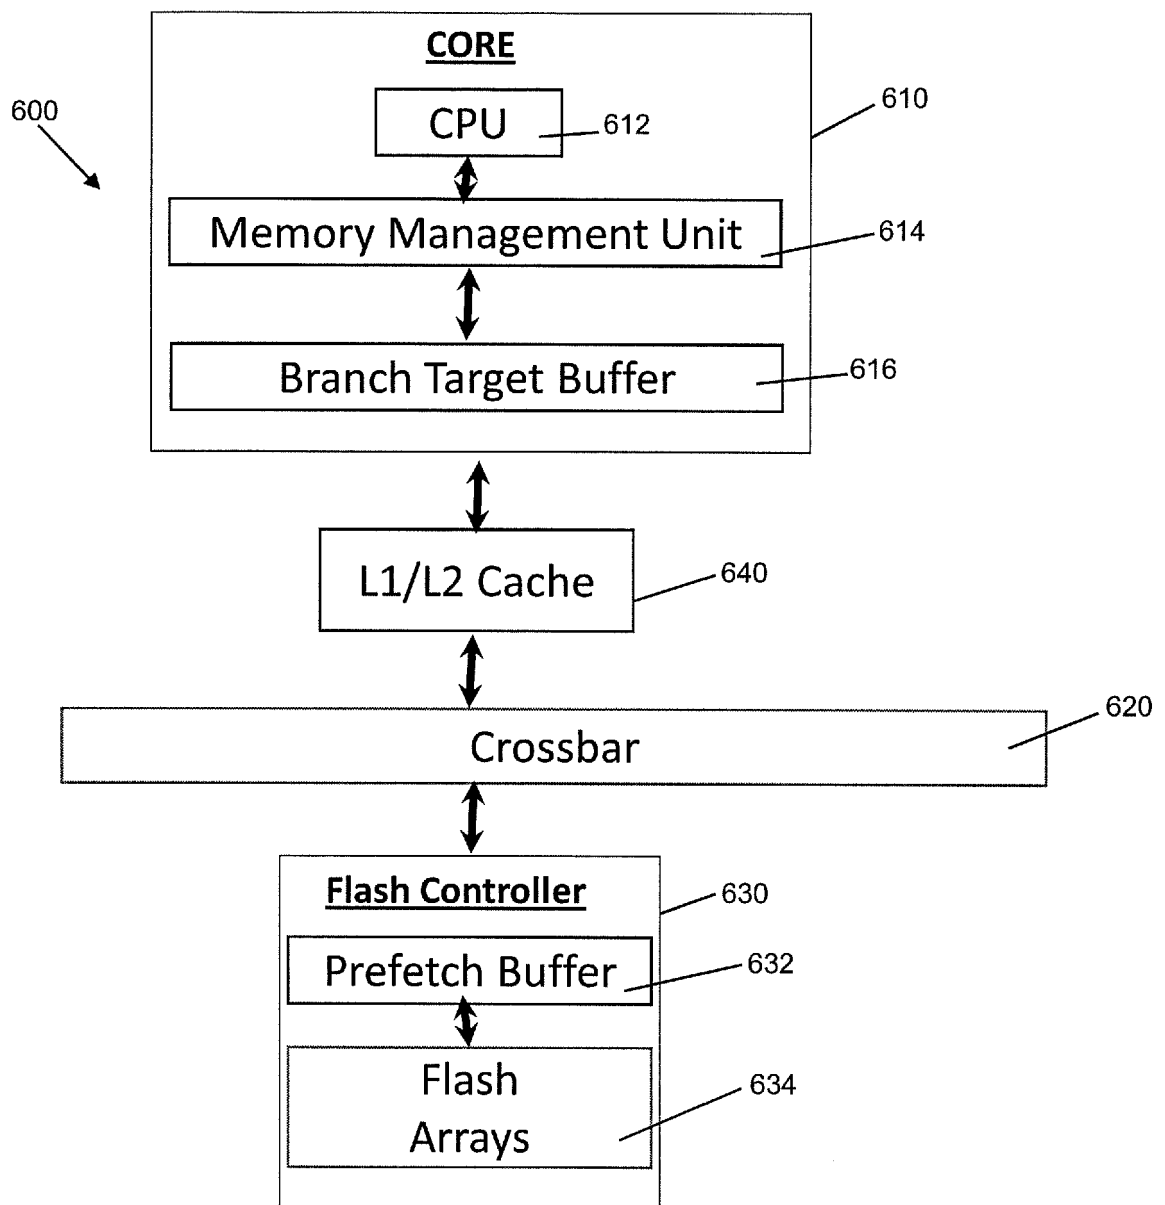 CORE
600
610
CPU
612
Memory Management Unit
614
Branch Target Buffer
616
L1/L2 Cache
640
Crossbar
620
Flash Controller
630
Prefetch Buffer
632
Flash
Arrays
634